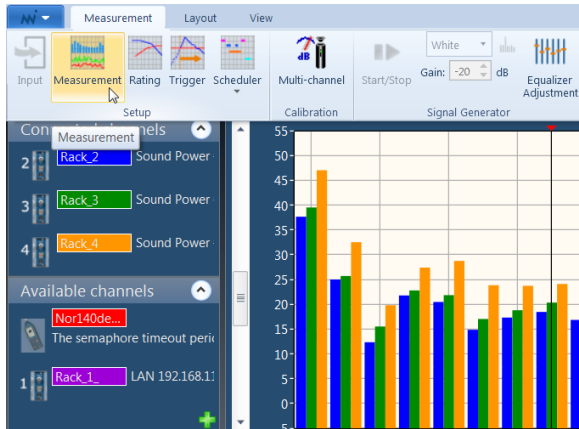 Measurement Layout View
White
Gain: -20 dB
Input Measurement Rating Trigger Scheduler Multi-channel Start/Stop Equalizer Adjustment
Setup Calibration Signal Generator
Measurement
2 Rack_2 Sound Power
3 Rack_3 Sound Power
4 Rack_4 Sound Power
Available channels
Nor140de...
The semaphore timeout
1 Rack_1_ LAN 192.168.11
55
50
45
40
35
30
25
20
15
10
5
0